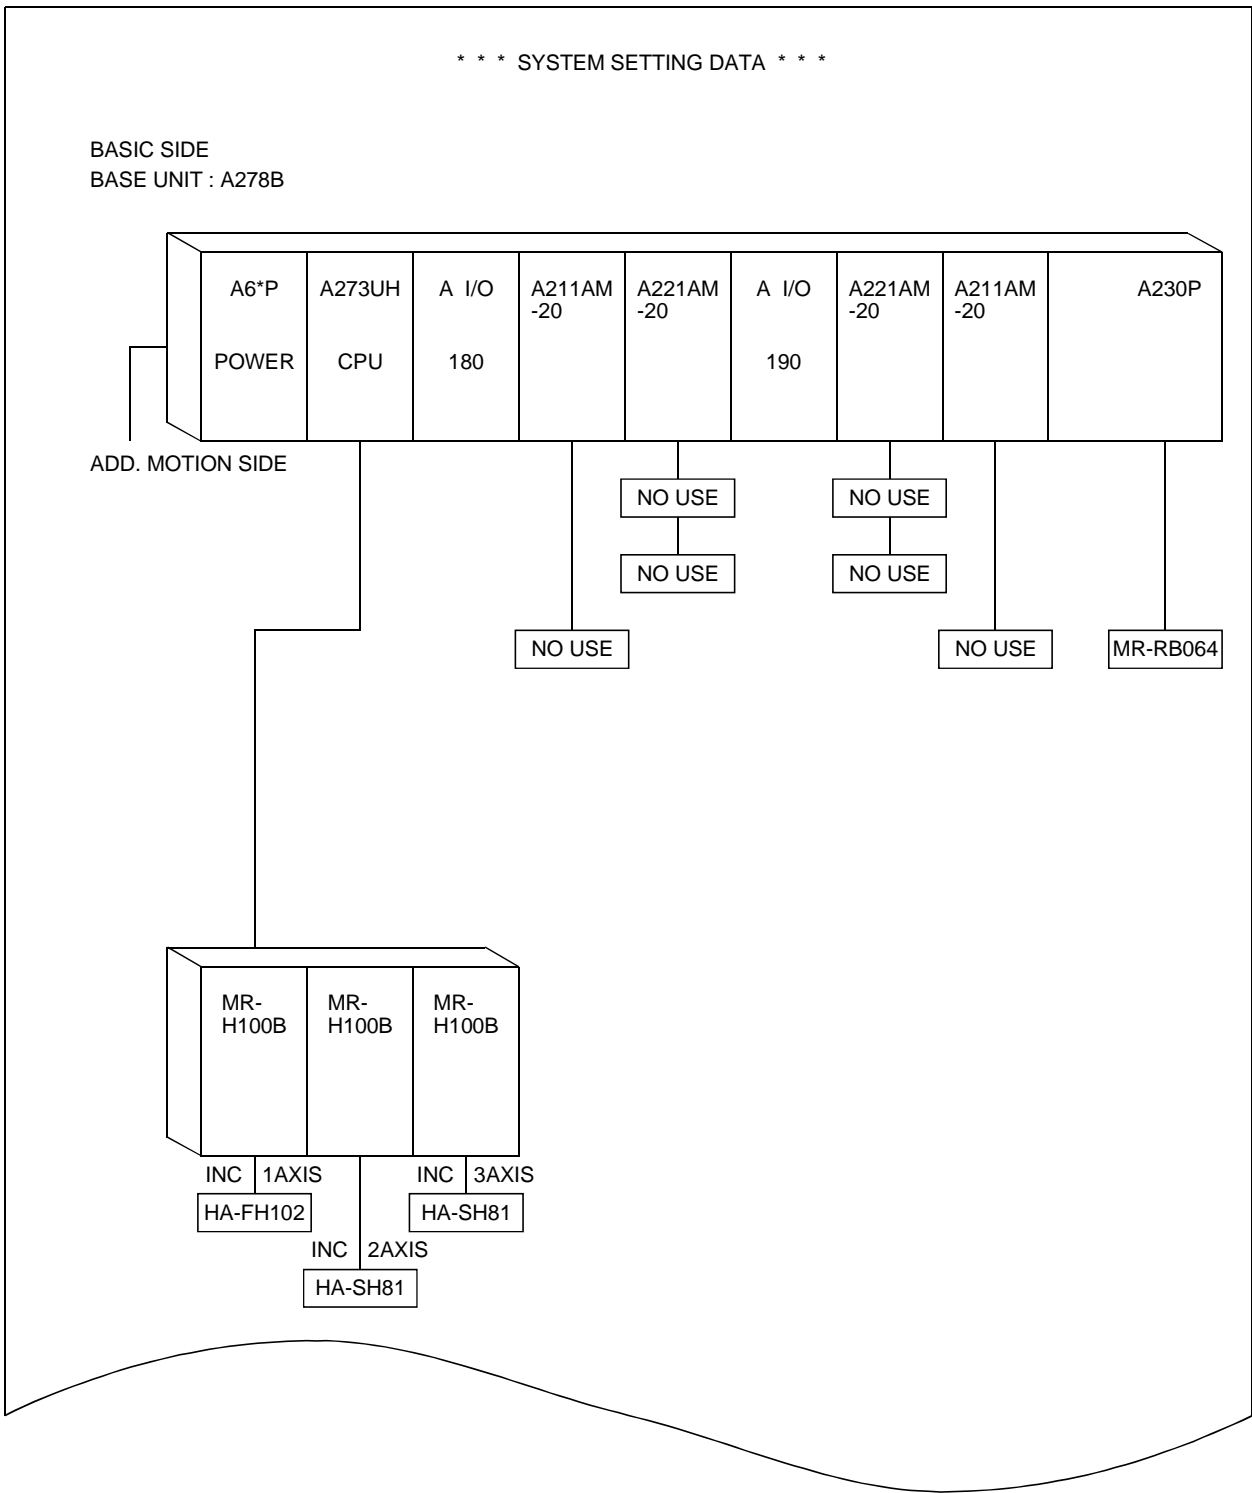 * * * SYSTEM SETTING DATA * * *
BASIC SIDE
BASE UNIT : A278B
A6*P
POWER
A273UH
CPU
A I/O
180
A211AM
-20
A221AM
-20
A I/O
190
A221AM
-20
A211AM
-20
A230P
ADD. MOTION SIDE
NO USE
NO USE
NO USE
NO USE
NO USE
NO USE
MR-RB064
MR-
H100B
MR-
H100B
MR-
H100B
INC 1AXIS
INC 3AXIS
HA-FH102
HA-SH81
INC 2AXIS
HA-SH81